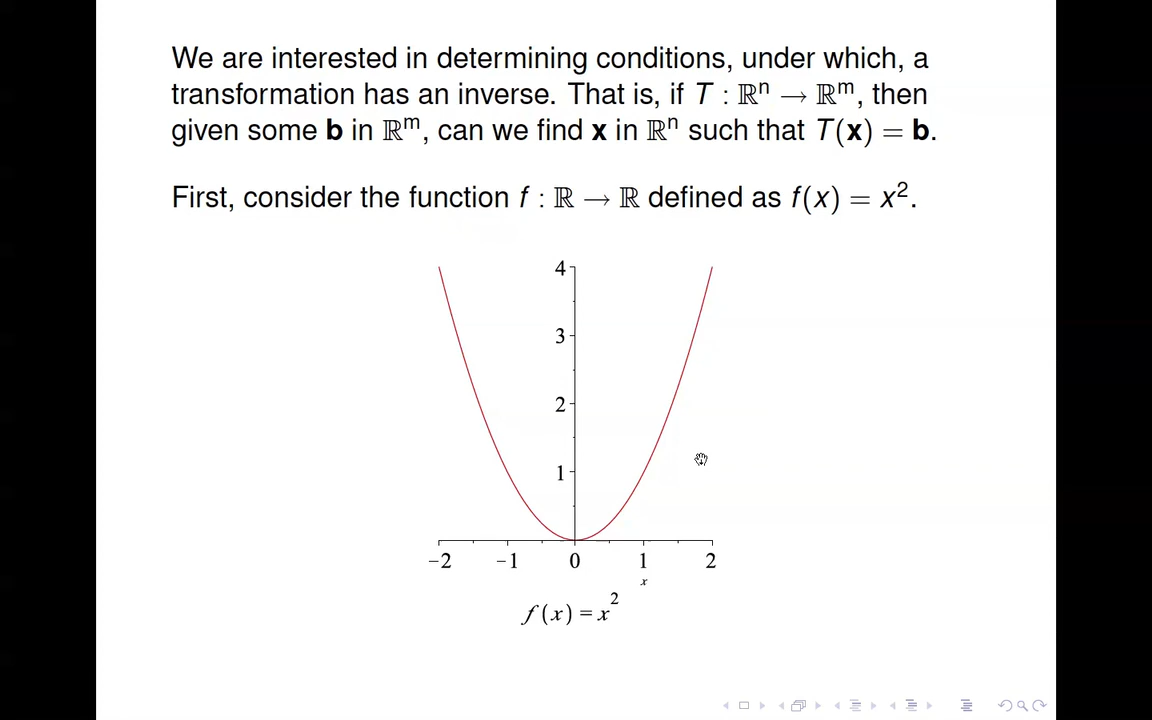 We are interested in determining conditions, under which, a
transformation has an inverse. That is, if T : ℝⁿ → ℝᵐ, then
given some b in ℝᵐ, can we find x in ℝⁿ such that T(x) = b.
First, consider the function f : ℝ → ℝ defined as f(x) = x².
4
3
2
1
−2 −1 0 1 2
x
f(x) = x²